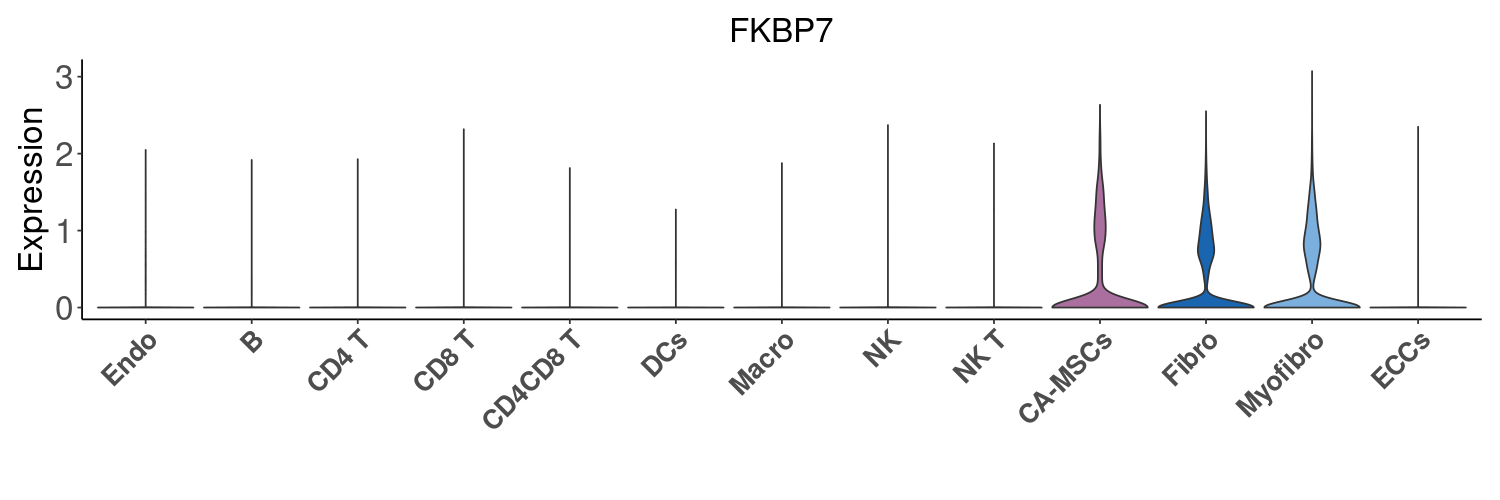 FKBP7
Expression
3
2
1
0
Endo
B
CD4 T
CD8 T
CD4CD8 T
DCs
Macro
NK
NK T
CA-MSCs
Fibro
Myofibro
ECCs